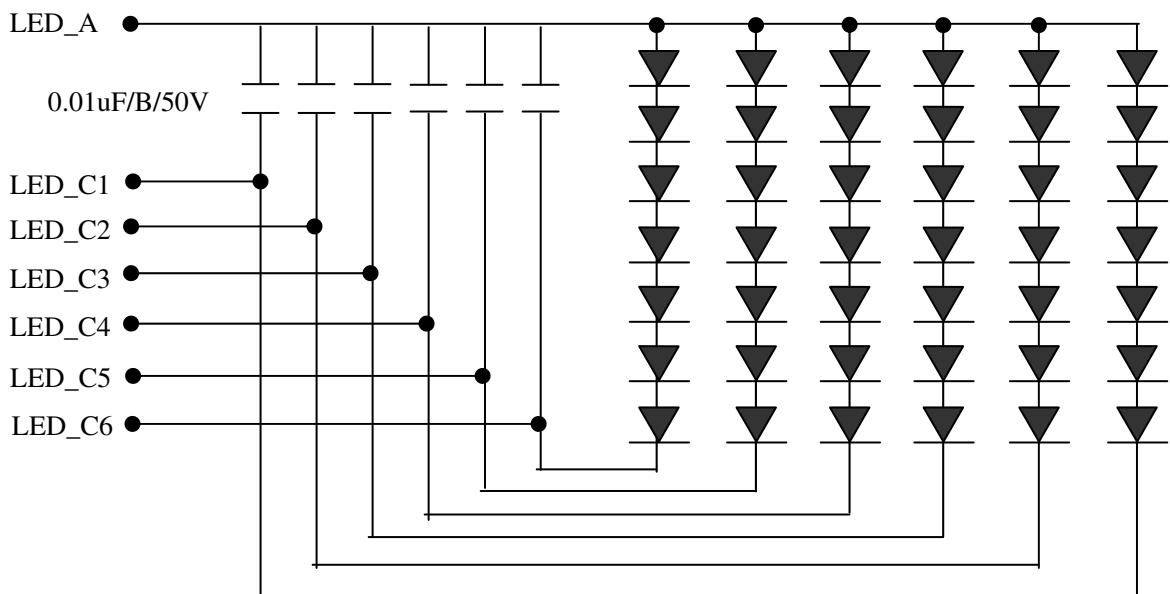 LED_A
0.01uF/B/50V
LED_C1
LED_C2
LED_C3
LED_C4
LED_C5
LED_C6